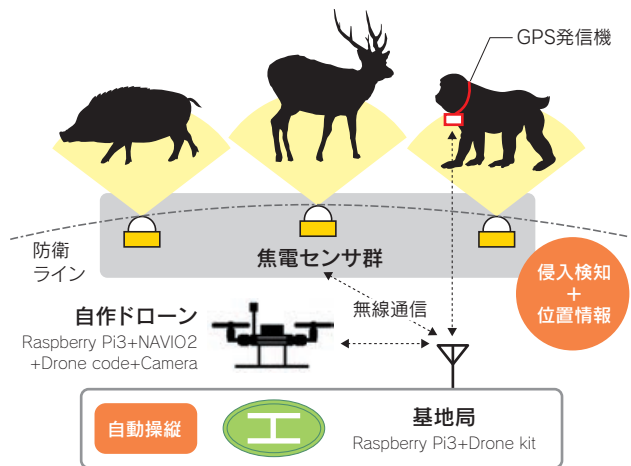 GPS発信機
防衛
ライン
焦電センサ群
侵入検知
+
位置情報
無線通信
自作ドローン
Raspberry Pi3+NAVIO2
+Drone code+Camera
自動操縦
基地局
Raspberry Pi3+Drone kit